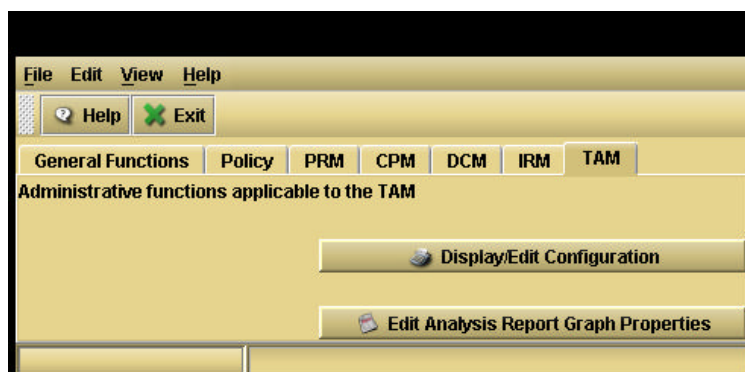 File Edit View Help
Help Exit
General Functions Policy PRM CPM DCM IRM TAM
Administrative functions applicable to the TAM
Display/Edit Configuration
Edit Analysis Report Graph Properties